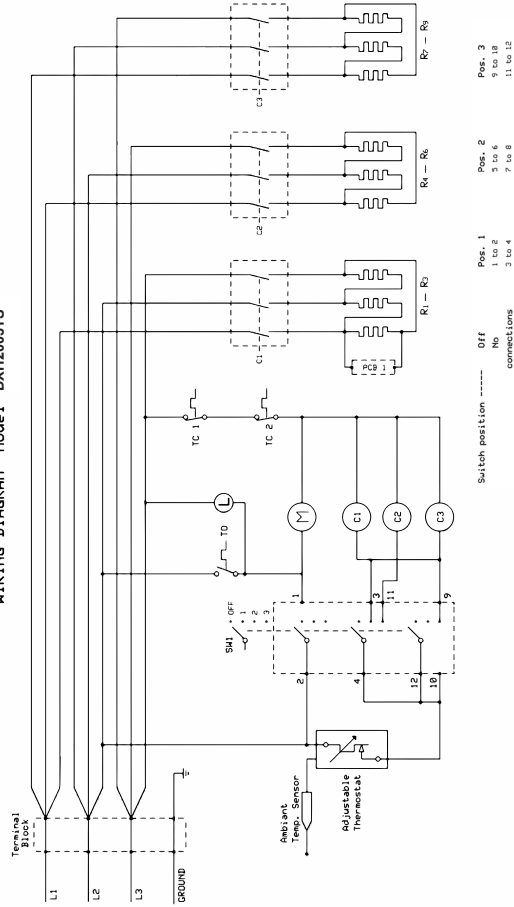 WIRING DIAGRAM Model DXH2003TS
Terminal
Block
L1
L2
L3
GROUND
C3
R7 - R9
C2
R4 - R6
C1
R1 - R3
PCB 1
TC 1
TC 2
L
TO
M
C1
C2
C3
SW1
OFF
1
2
3
1
3
11
9
2
4
12
10
Ambiant
Temp. Sensor
Adjustable
Thermostat
Switch position ----- Off Pos. 1 Pos. 2 Pos. 3
No 1 to 2 5 to 6 9 to 10
connections 3 to 4 7 to 8 11 to 12